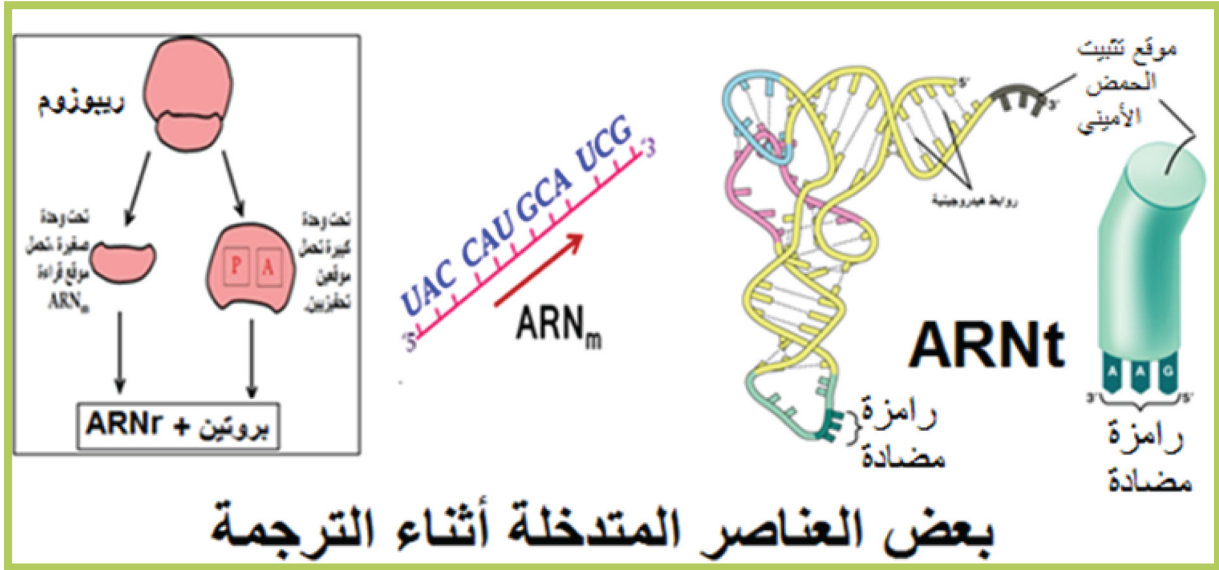 ريبوزوم
تحت وحدة
صغيرة ،تحمل
موقع قراءة
ARNm
P A
تحت وحدة
كبيرة تحمل
موقعين
تحفيزيين.
ARNr + بروتين
UAC CAU GCA UCG
5' 3'
ARNm
5'
3'
موقع تثبيت
الحمض
الأميني
روابط هيدروجينية
ARNt
رامزة
مضادة
A A G
3' 5'
رامزة
مضادة
بعض العناصر المتدخلة أثناء الترجمة